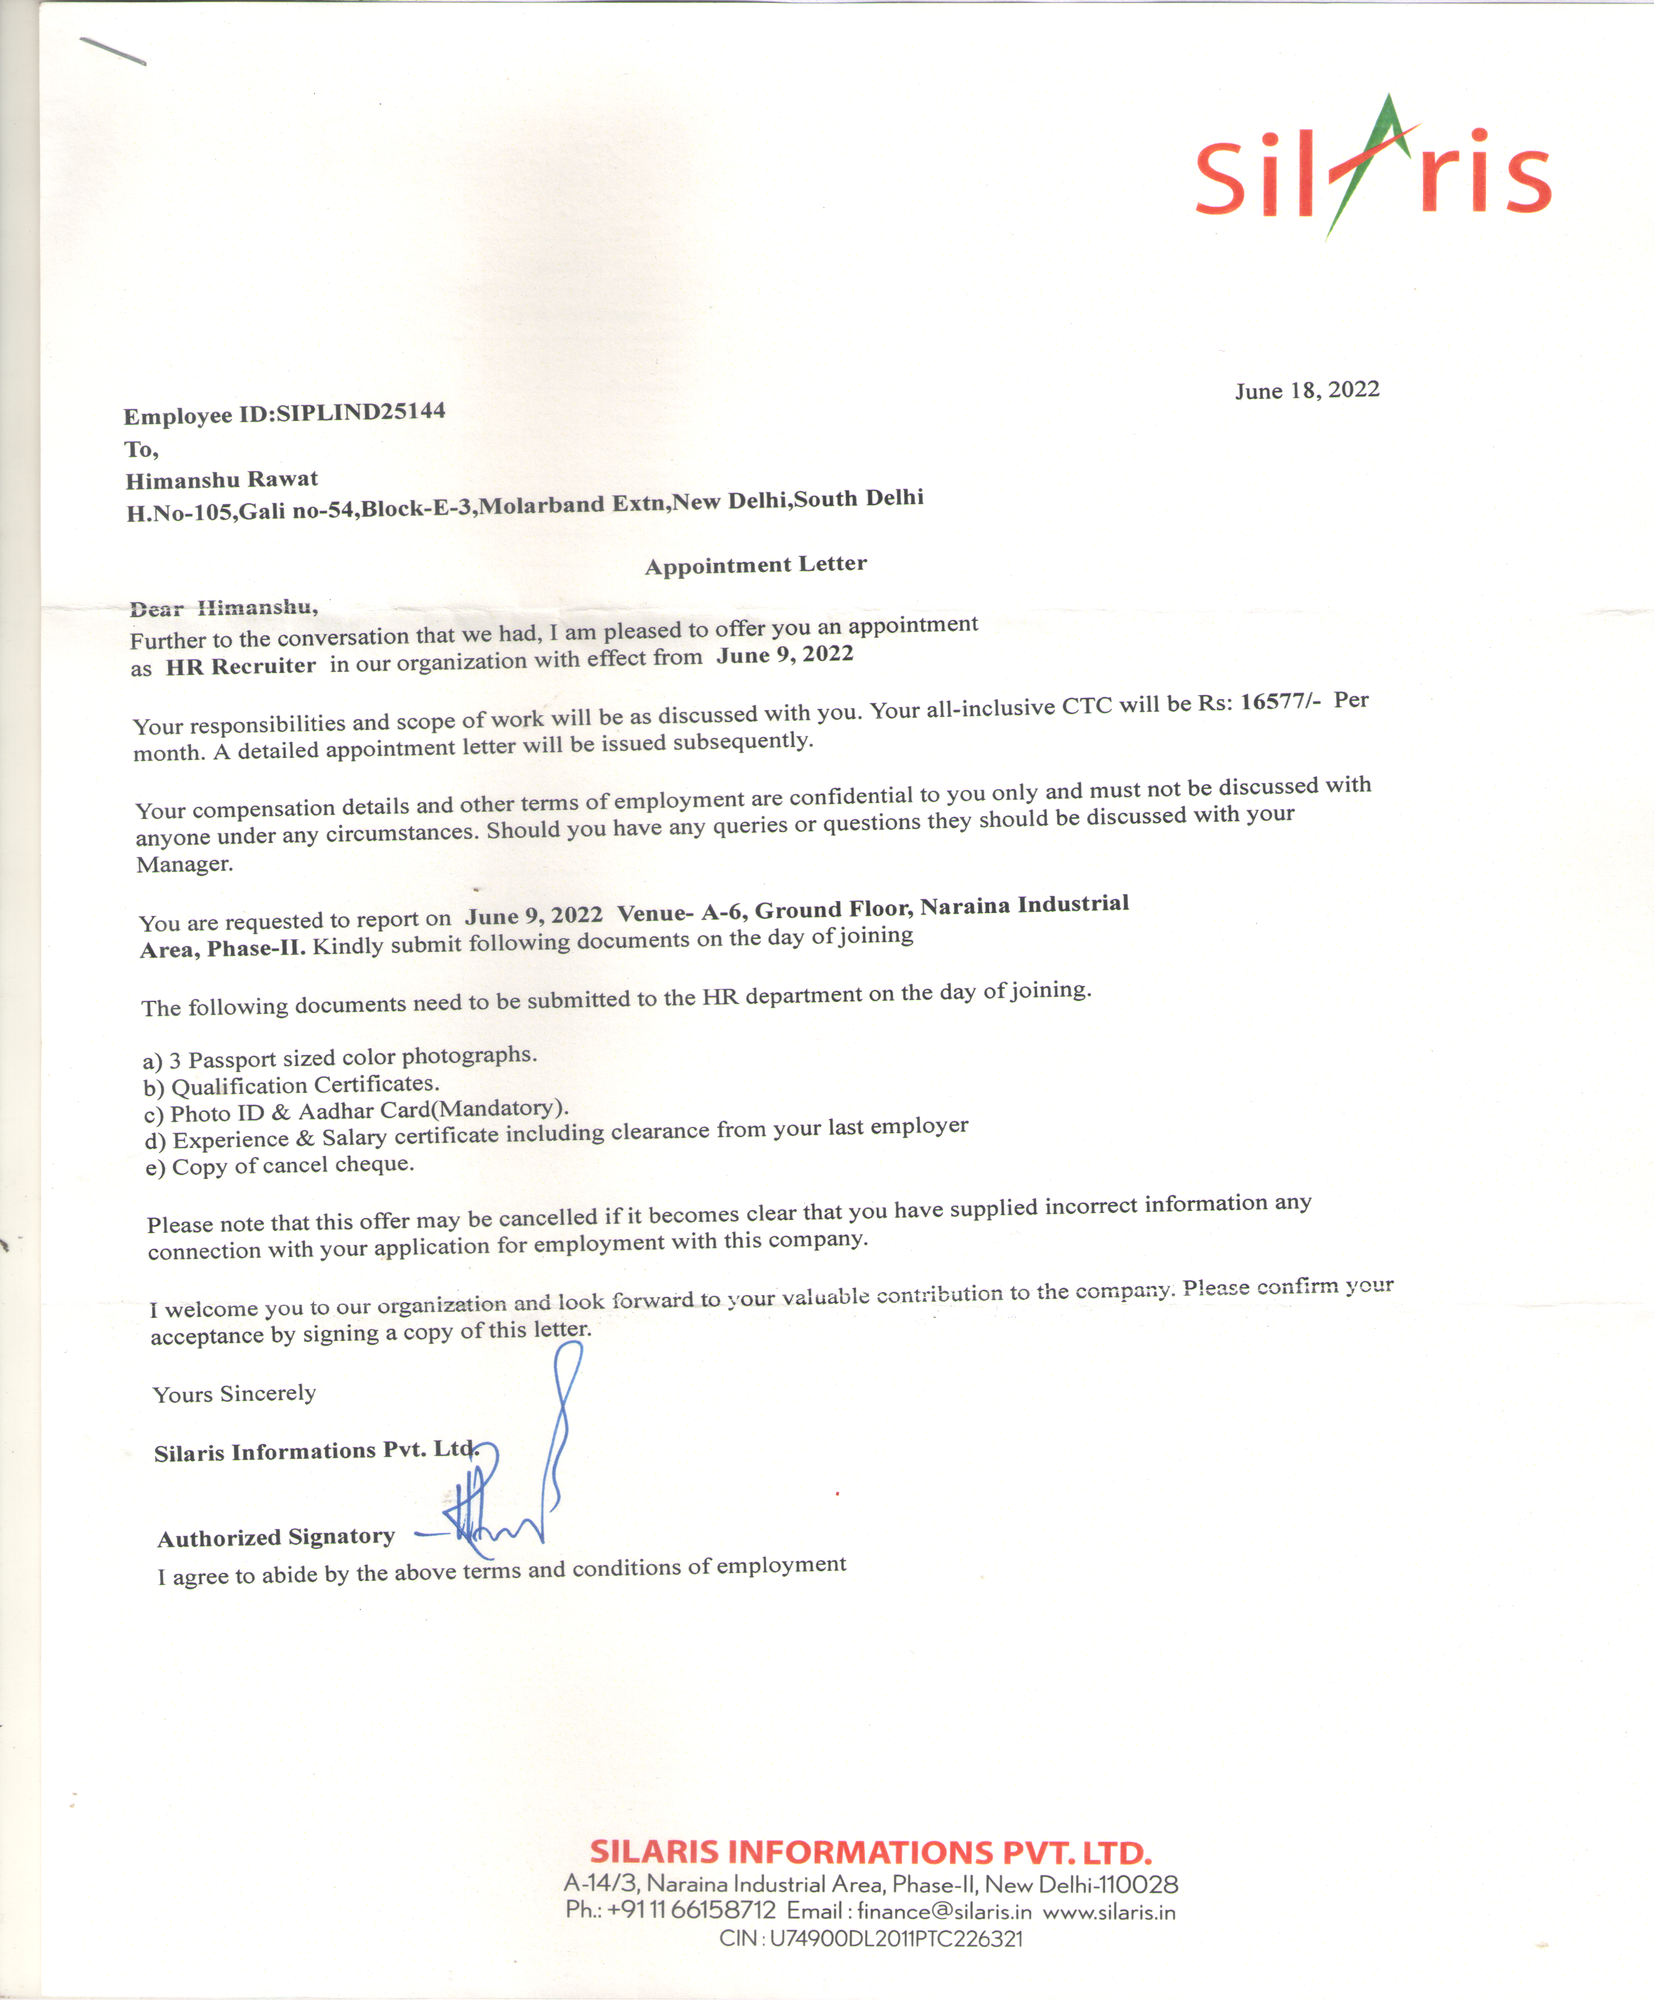 silAris
June 18, 2022
Employee ID:SIPLIND25144
To,
Himanshu Rawat
H.No-105,Gali no-54,Block-E-3,Molarband Extn,New Delhi,South Delhi
Appointment Letter
Dear Himanshu,
Further to the conversation that we had, I am pleased to offer you an appointment
as HR Recruiter in our organization with effect from June 9, 2022
Your responsibilities and scope of work will be as discussed with you. Your all-inclusive CTC will be Rs: 16577/- Per
month. A detailed appointment letter will be issued subsequently.
Your compensation details and other terms of employment are confidential to you only and must not be discussed with
anyone under any circumstances. Should you have any queries or questions they should be discussed with your
Manager.
You are requested to report on June 9, 2022 Venue- A-6, Ground Floor, Naraina Industrial
Area, Phase-II. Kindly submit following documents on the day of joining
The following documents need to be submitted to the HR department on the day of joining.
a) 3 Passport sized color photographs.
b) Qualification Certificates.
c) Photo ID & Aadhar Card(Mandatory).
d) Experience & Salary certificate including clearance from your last employer
e) Copy of cancel cheque.
Please note that this offer may be cancelled if it becomes clear that you have supplied incorrect information any
connection with your application for employment with this company.
I welcome you to our organization and look forward to your valuable contribution to the company. Please confirm your
acceptance by signing a copy of this letter.
Yours Sincerely
Silaris Informations Pvt. Ltd.
Authorized Signatory
I agree to abide by the above terms and conditions of employment
SILARIS INFORMATIONS PVT. LTD.
A-14/3, Naraina Industrial Area, Phase-II, New Delhi-110028
Ph.: +91 11 66158712 Email : finance@silaris.in www.silaris.in
CIN : U74900DL2011PTC226321